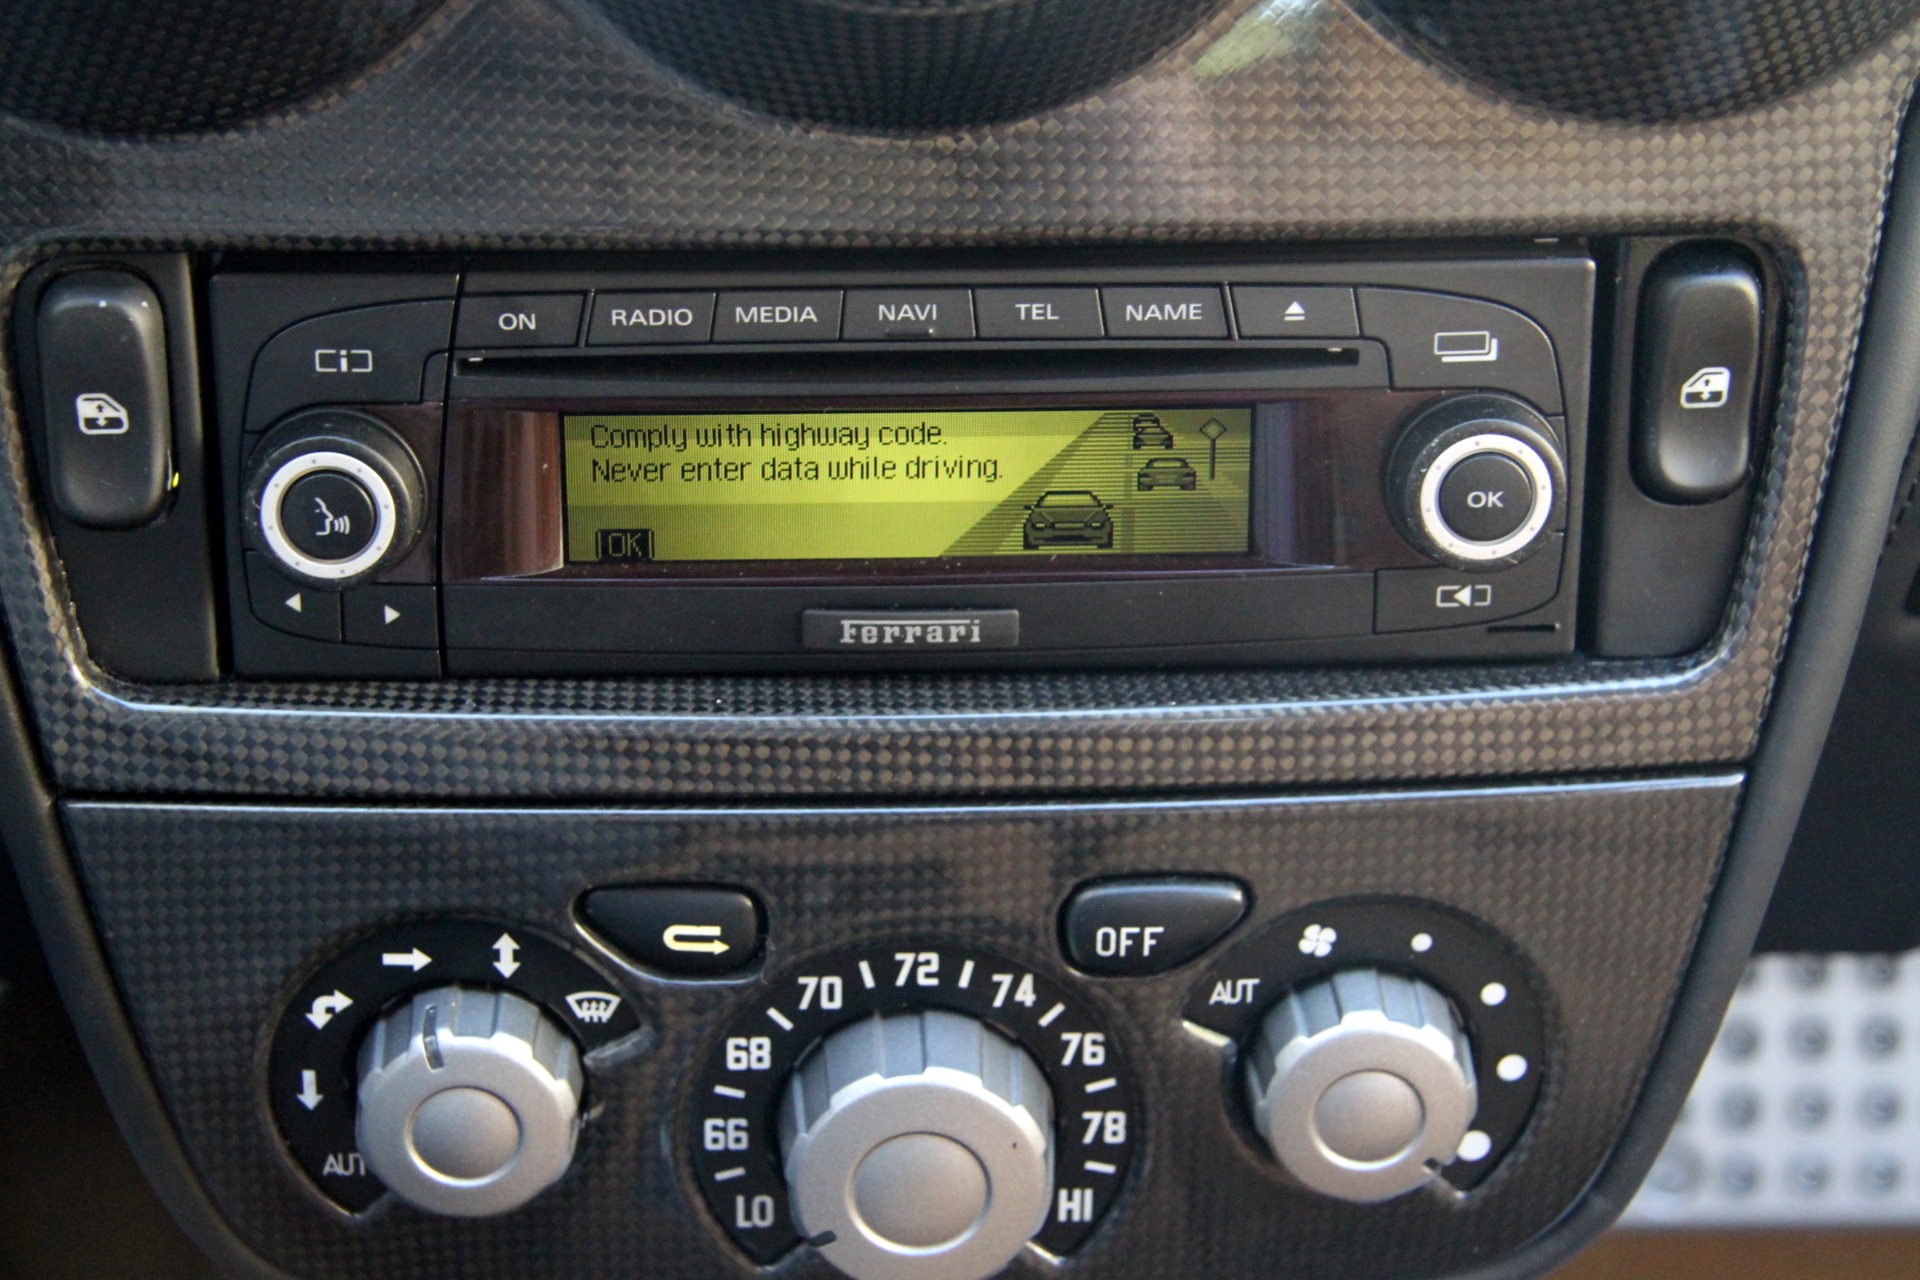 ON RADIO MEDIA NAVI TEL NAME
i
Comply with highway code.
Never enter data while driving.
OK
OK
Ferrari
OFF
AUT
LO 66 68 70 72 74 76 78 HI
AUT